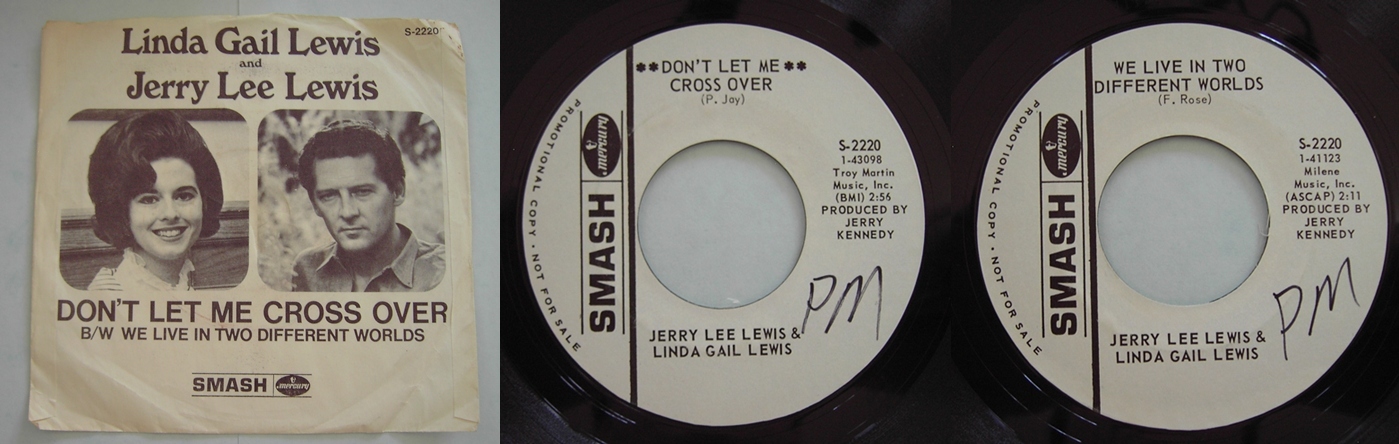 Linda Gail Lewis
and
Jerry Lee Lewis
S-2220
DON'T LET ME CROSS OVER
B/W WE LIVE IN TWO DIFFERENT WORLDS
SMASH mercury
**DON'T LET ME**
CROSS OVER
(P. Jay)
PROMOTIONAL COPY • NOT FOR SALE
SMASH mercury
S-2220
1-43098
Troy Martin
Music, Inc.
(BMI) 2:56
PRODUCED BY
JERRY
KENNEDY
PM
JERRY LEE LEWIS &
LINDA GAIL LEWIS
WE LIVE IN TWO
DIFFERENT WORLDS
(F. Rose)
PROMOTIONAL COPY • NOT FOR SALE
SMASH mercury
S-2220
1-41123
Milene
Music, Inc.
(ASCAP) 2:11
PRODUCED BY
JERRY
KENNEDY
PM
JERRY LEE LEWIS &
LINDA GAIL LEWIS